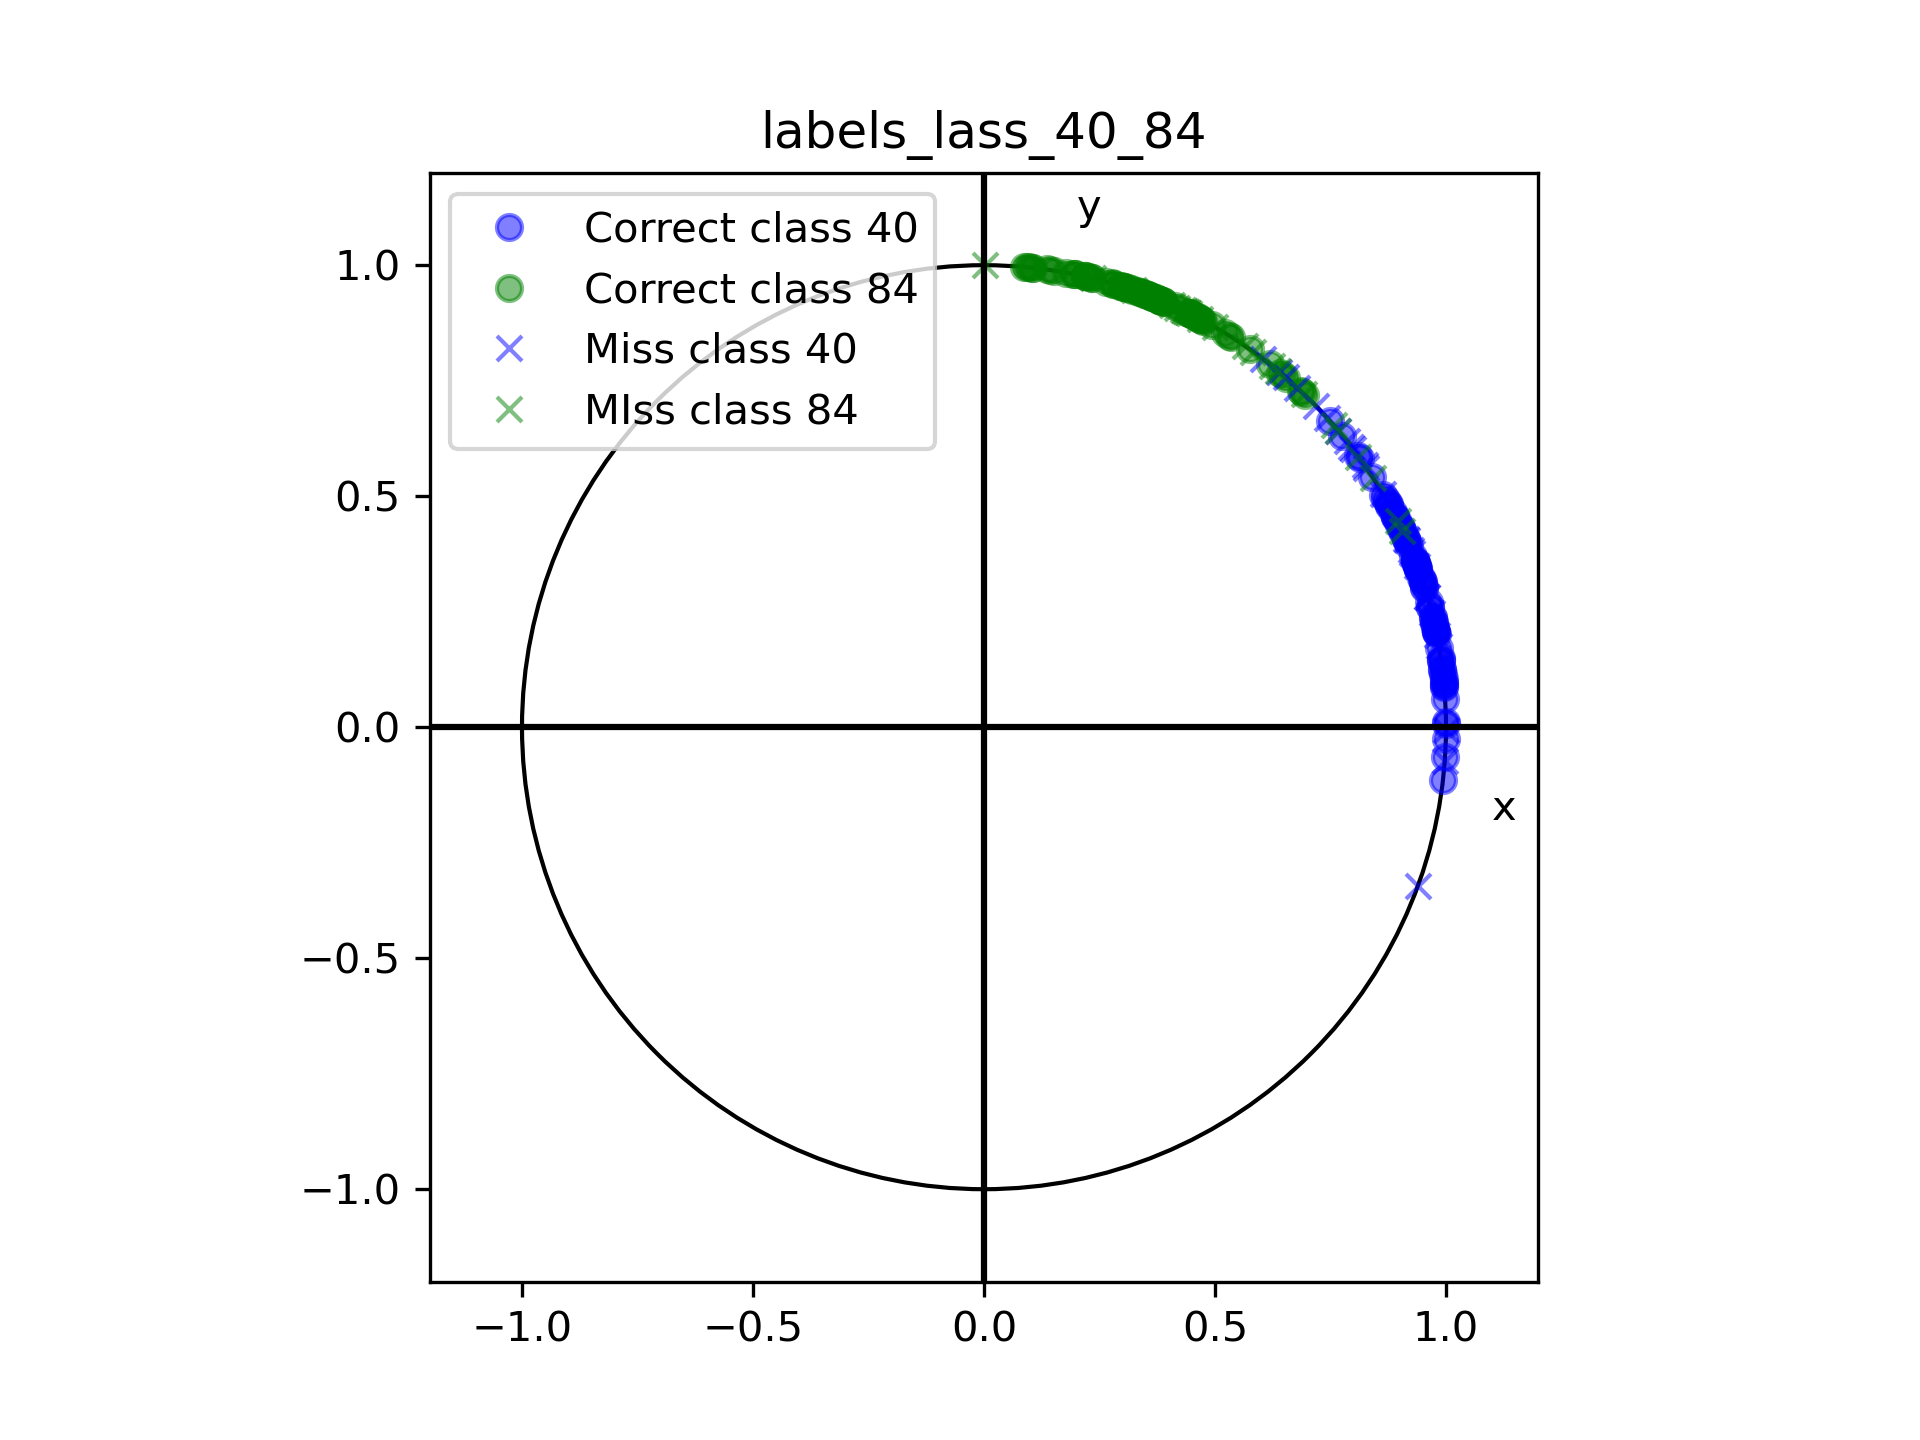 labels_lass_40_84
y
Correct class 40
Correct class 84
Miss class 40
MIss class 84
1.0
0.5
0.0
−0.5
−1.0
x
−1.0 −0.5 0.0 0.5 1.0